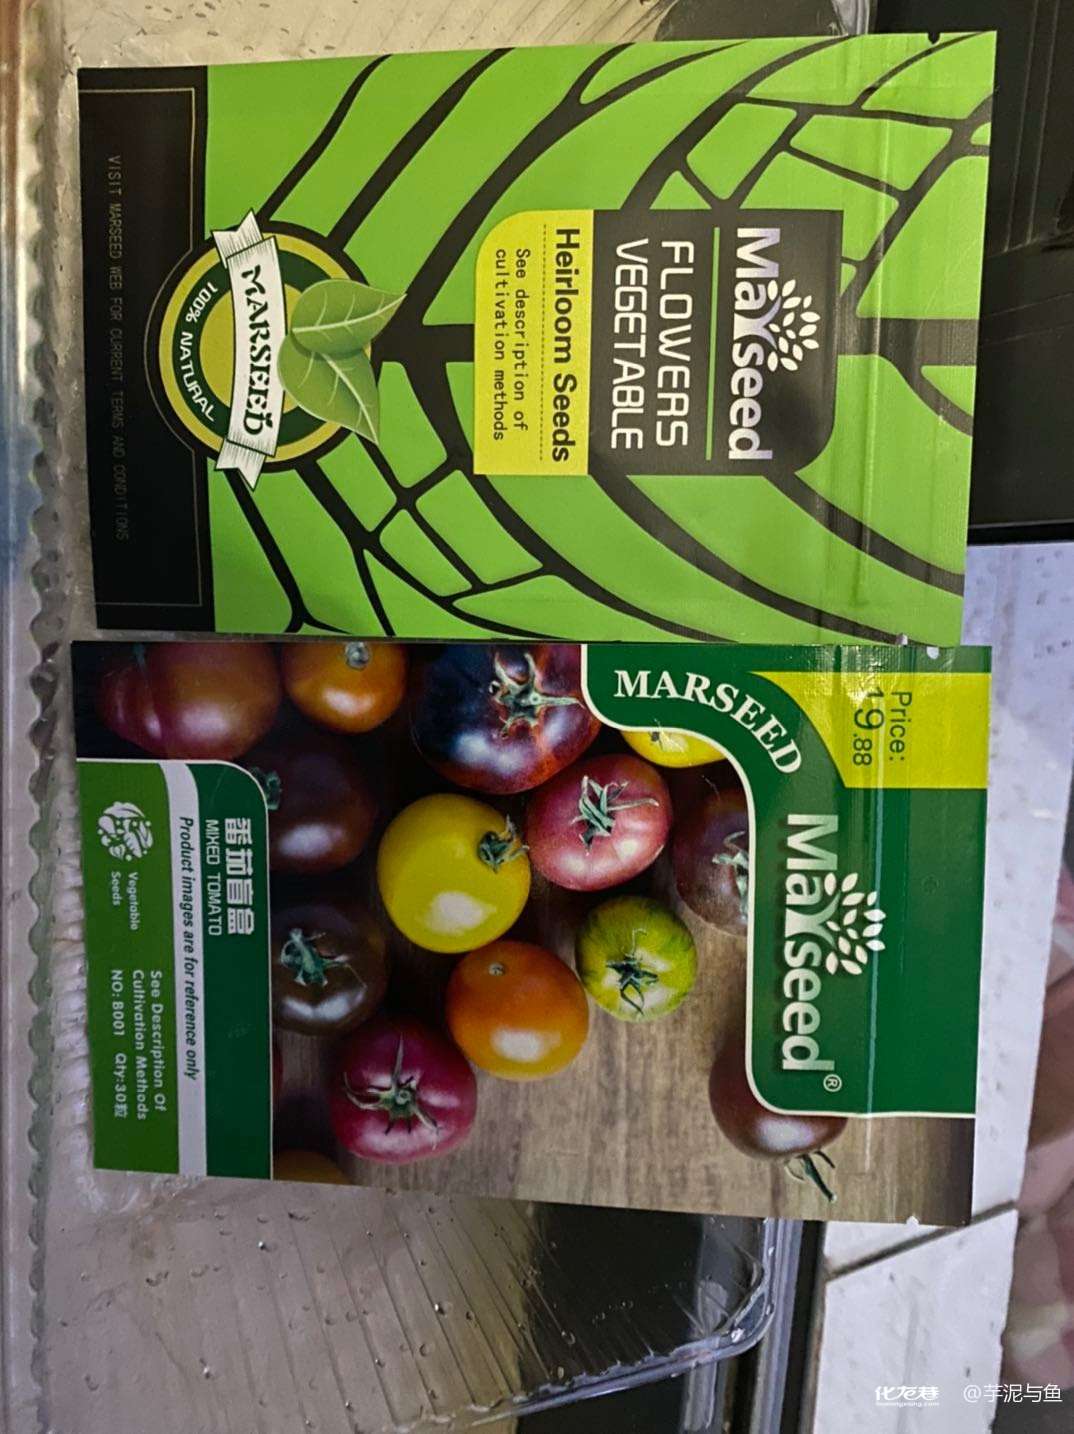 Mayseed
FLOWERS
VEGETABLE
Heirloom Seeds
See description of
cultivation methods
MARSEED
100% NATURAL
VISIT MARSEED WEB FOR CURRENT TERMS AND CONDITIONS
Price:
19.88
MARSEED
Mayseed®
番茄盲盒
MIXED TOMATO
Product images are for reference only
Vegetable
Seeds
See Description Of
Cultivation Methods
NO: B001 Qty:30粒
化龙巷
@芋泥与鱼